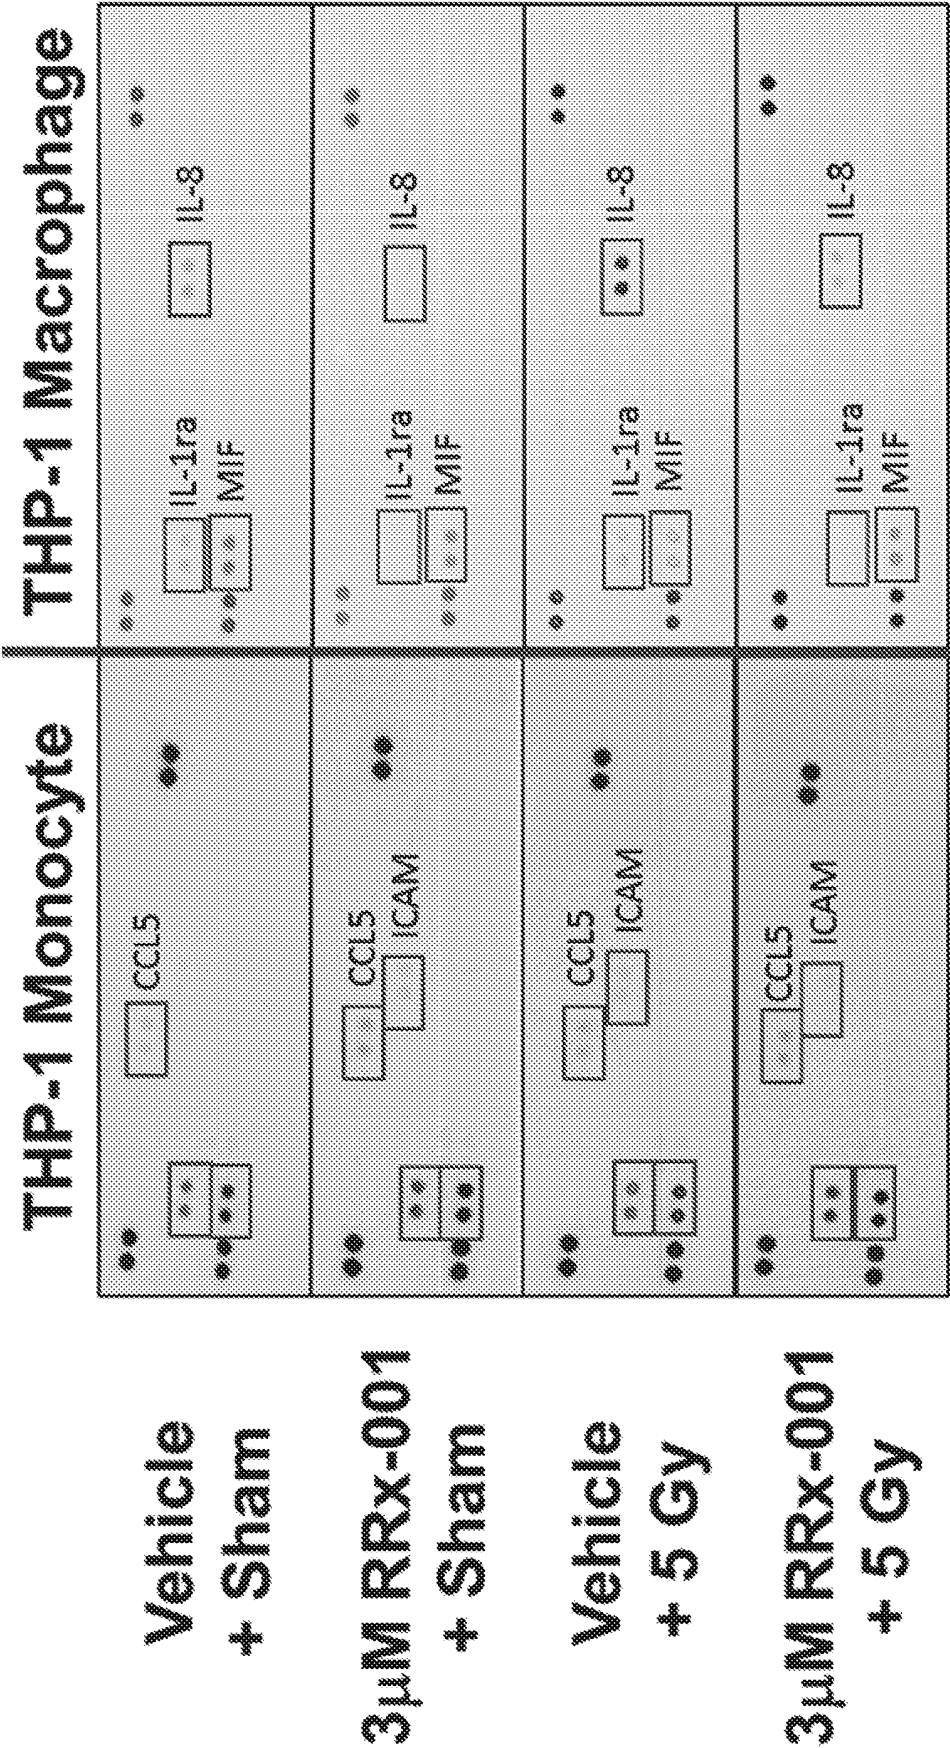 THP-1 Monocyte
THP-1 Macrophage
Vehicle
+ Sham
CCL5
IL-1ra
MIF
IL-8
3µM RRx-001
+ Sham
CCL5
ICAM
IL-1ra
MIF
IL-8
Vehicle
+ 5 Gy
CCL5
ICAM
IL-1ra
MIF
IL-8
3µM RRx-001
+ 5 Gy
CCL5
ICAM
IL-1ra
MIF
IL-8